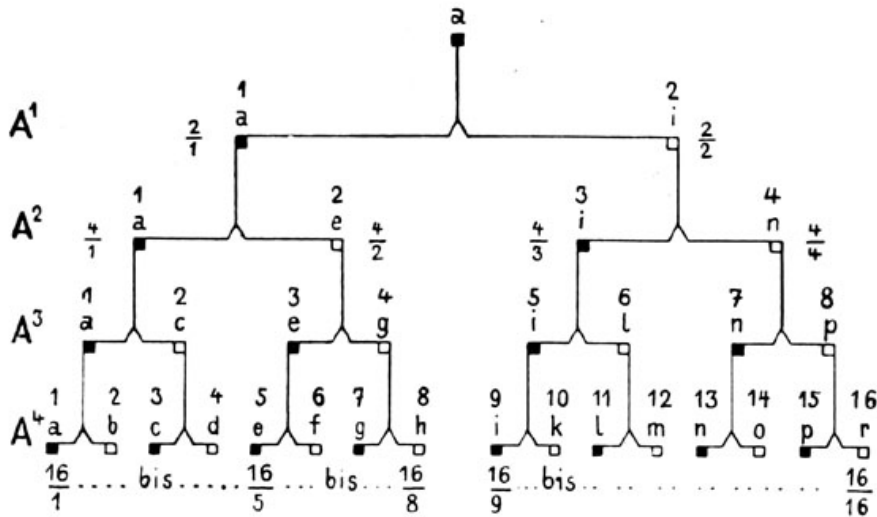 a
1 2
A¹ 2/1 a i 2/2
1 2 3 4
A² 4/1 a e 4/2 4/3 i n 4/4
1 2 3 4 5 6 7 8
A³ a c e g i l n p
1 2 3 4 5 6 7 8 9 10 11 12 13 14 15 16
A⁴ a b c d e f g h i k l m n o p r
16/1 .... bis .... 16/5 .. bis ... 16/8 16/9 .. bis .......... 16/16